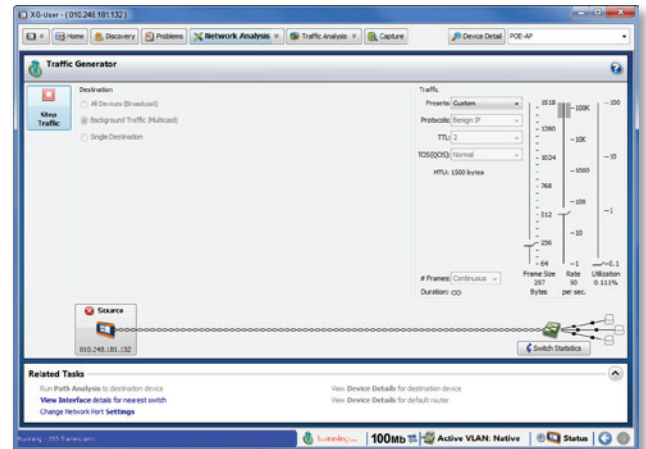 XG-User - ( 010.248.181.132 )
Home Discovery Problems Network Analysis Traffic Analysis Capture Device Detail POE-AP
Traffic Generator
Stop Traffic
Destination
All Devices (Broadcast)
Background Traffic (Multicast)
Single Destination
Traffic
Presets: Custom
Protocols: Benign IP
TTL: 2
TOS(QOS): Normal
MTU: 1500 bytes
# Frames: Continuous
Duration: ∞
1518
1280
1024
768
512
256
64
Frame Size
257
Bytes
100K
10K
1000
100
10
1
Rate
50
per sec.
100
10
1
0.1
Utilization
0.111%
Source
010.248.181.132
Switch Statistics
Related Tasks
Run Path Analysis to destination device
View Interface details for nearest switch
Change Network Port Settings
View Device Details for destination device
View Device Details for default router
Running - 355 frames sent
Running... 100Mb Active VLAN: Native Status